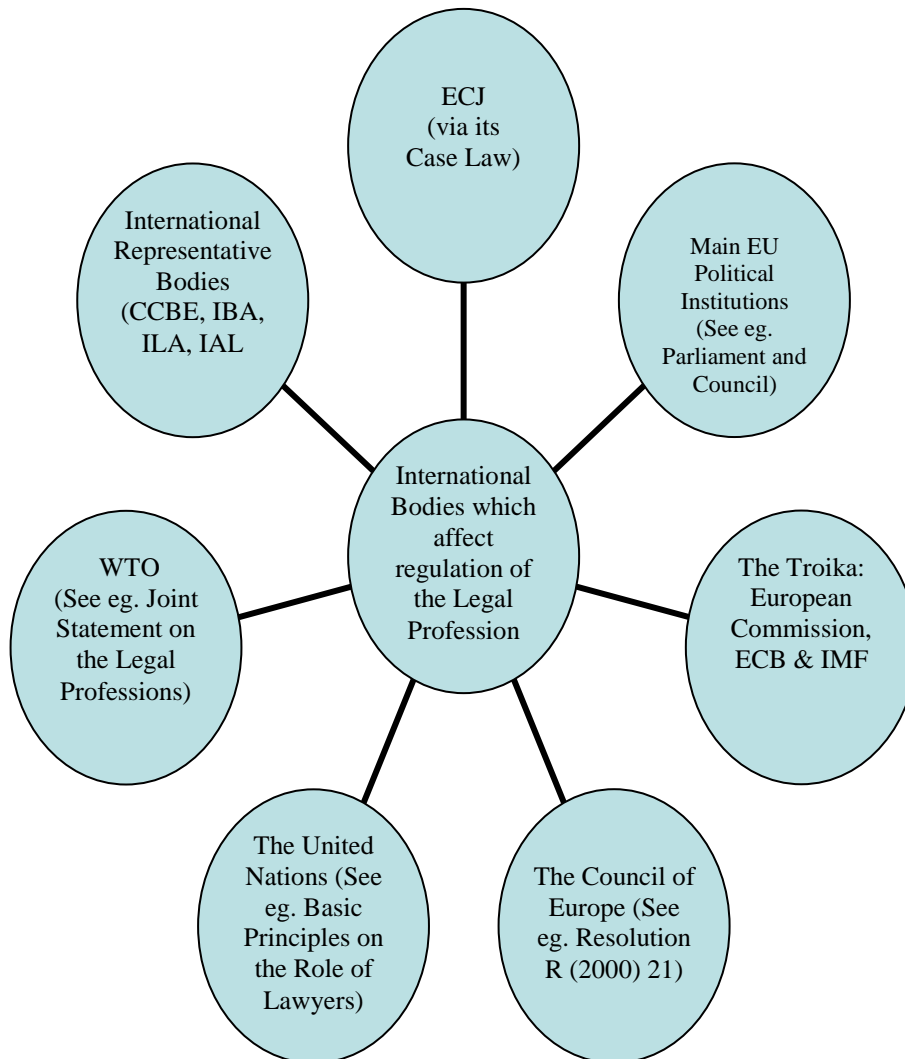 ECJ
(via its
Case Law)
International
Representative
Bodies
(CCBE, IBA,
ILA, IAL
Main EU
Political
Institutions
(See eg.
Parliament and
Council)
International
Bodies which
affect
regulation of
the Legal
Profession
WTO
(See eg. Joint
Statement on
the Legal
Professions)
The Troika:
European
Commission,
ECB & IMF
The United
Nations (See
eg. Basic
Principles on
the Role of
Lawyers)
The Council of
Europe (See
eg. Resolution
R (2000) 21)